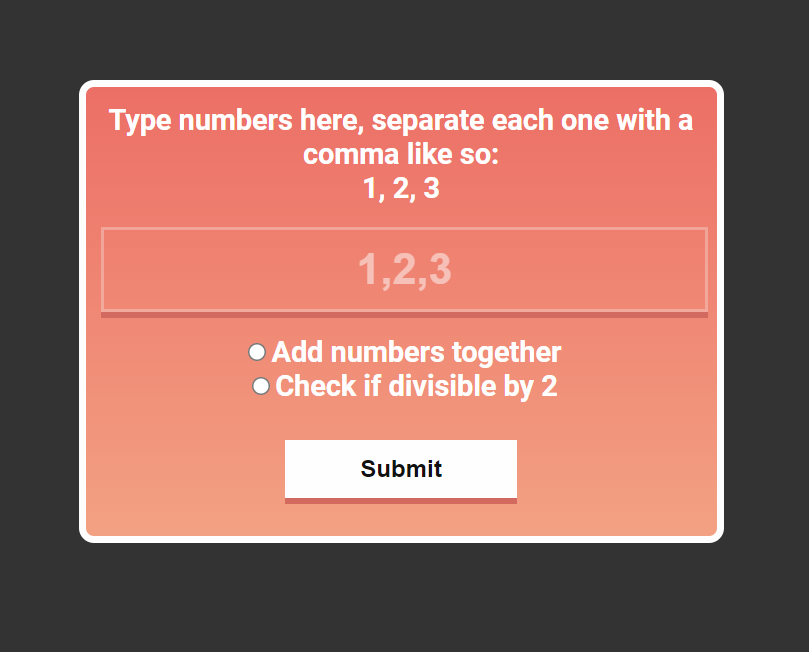 Type numbers here, separate each one with a
comma like so:
1, 2, 3
1,2,3
Add numbers together
Check if divisible by 2
Submit